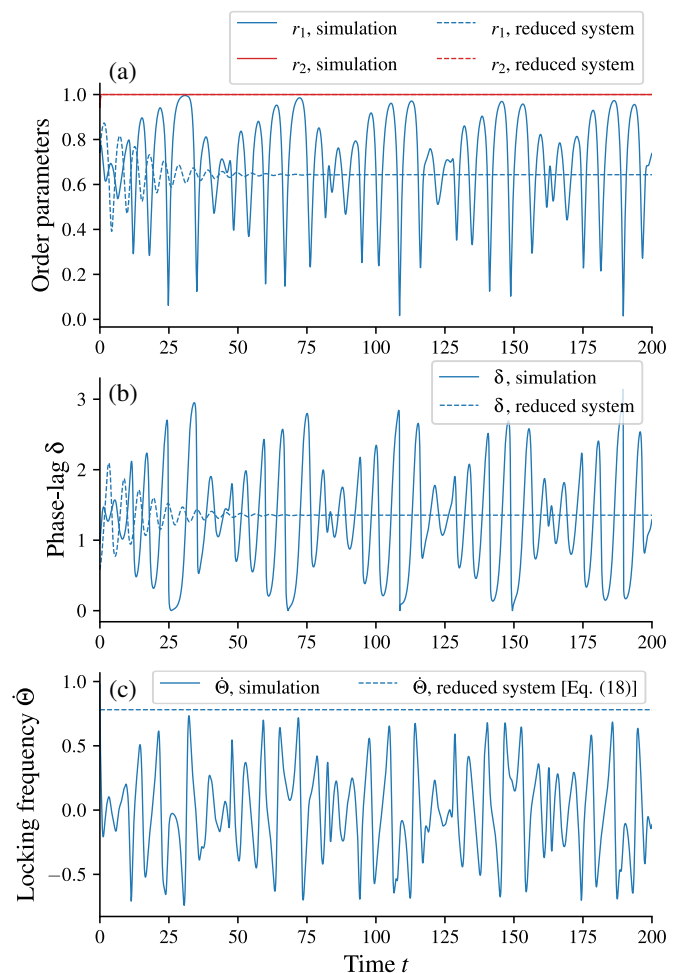 r₁, simulation r₁, reduced system
r₂, simulation r₂, reduced system
(a)
Order parameters
1.0
0.8
0.6
0.4
0.2
0.0
0 25 50 75 100 125 150 175 200
(b)
δ, simulation
δ, reduced system
Phase-lag δ
3
2
1
0
0 25 50 75 100 125 150 175 200
(c)
Θ̇, simulation Θ̇, reduced system [Eq. (18)]
Locking frequency Θ̇
1.0
0.5
0.0
−0.5
0 25 50 75 100 125 150 175 200
Time t